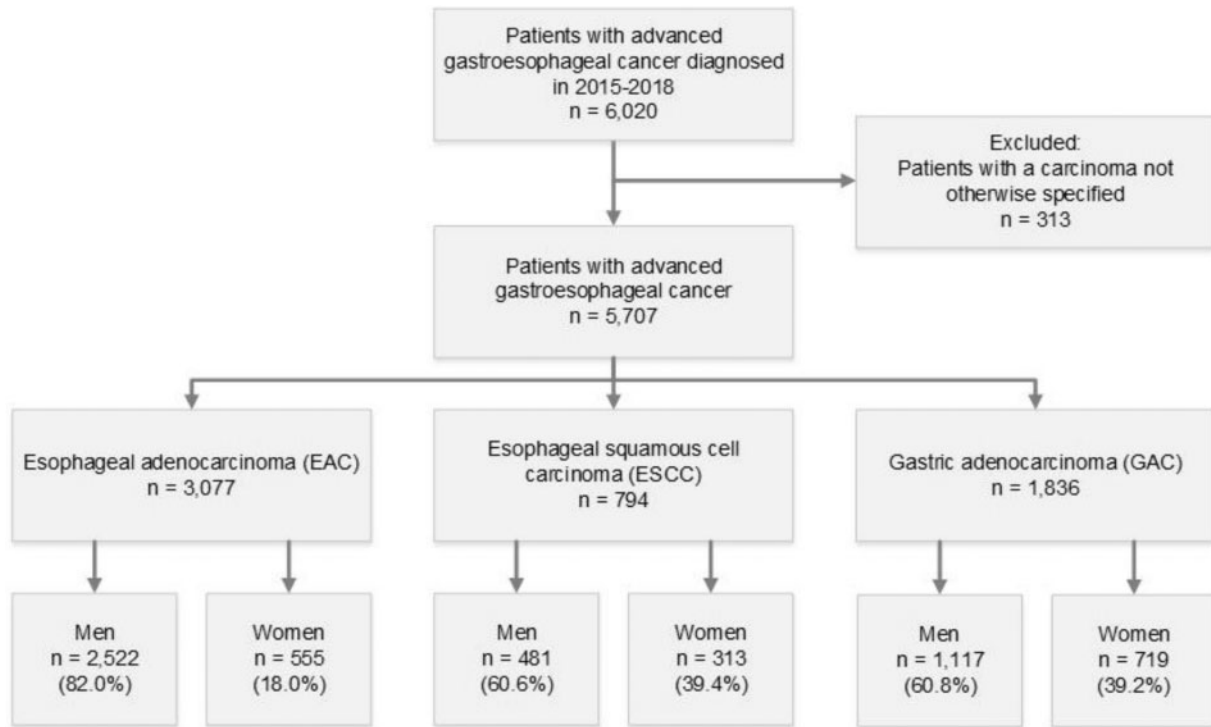 Patients with advanced
gastroesophageal cancer diagnosed
in 2015-2018
n = 6,020
Excluded:
Patients with a carcinoma not
otherwise specified
n = 313
Patients with advanced
gastroesophageal cancer
n = 5,707
Esophageal adenocarcinoma (EAC)
n = 3,077
Esophageal squamous cell
carcinoma (ESCC)
n = 794
Gastric adenocarcinoma (GAC)
n = 1,836
Men
n = 2,522
(82.0%)
Women
n = 555
(18.0%)
Men
n = 481
(60.6%)
Women
n = 313
(39.4%)
Men
n = 1,117
(60.8%)
Women
n = 719
(39.2%)